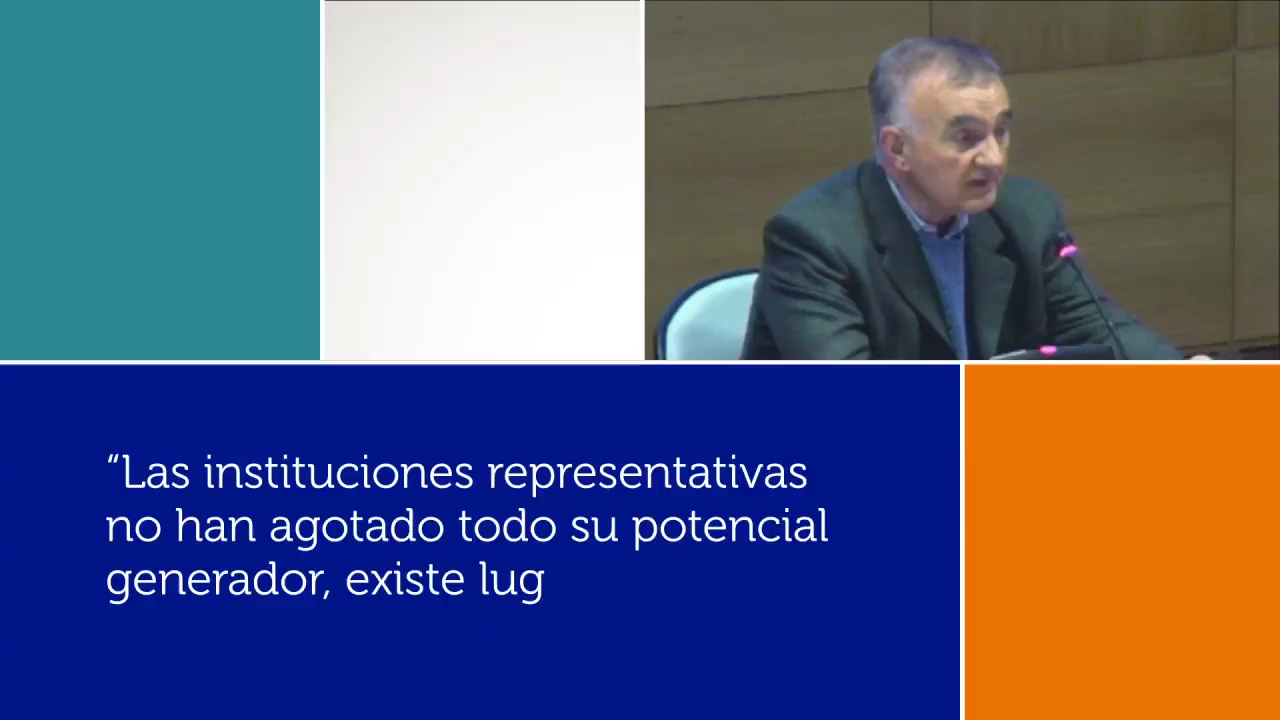 “Las instituciones representativas
no han agotado todo su potencial
generador, existe lug